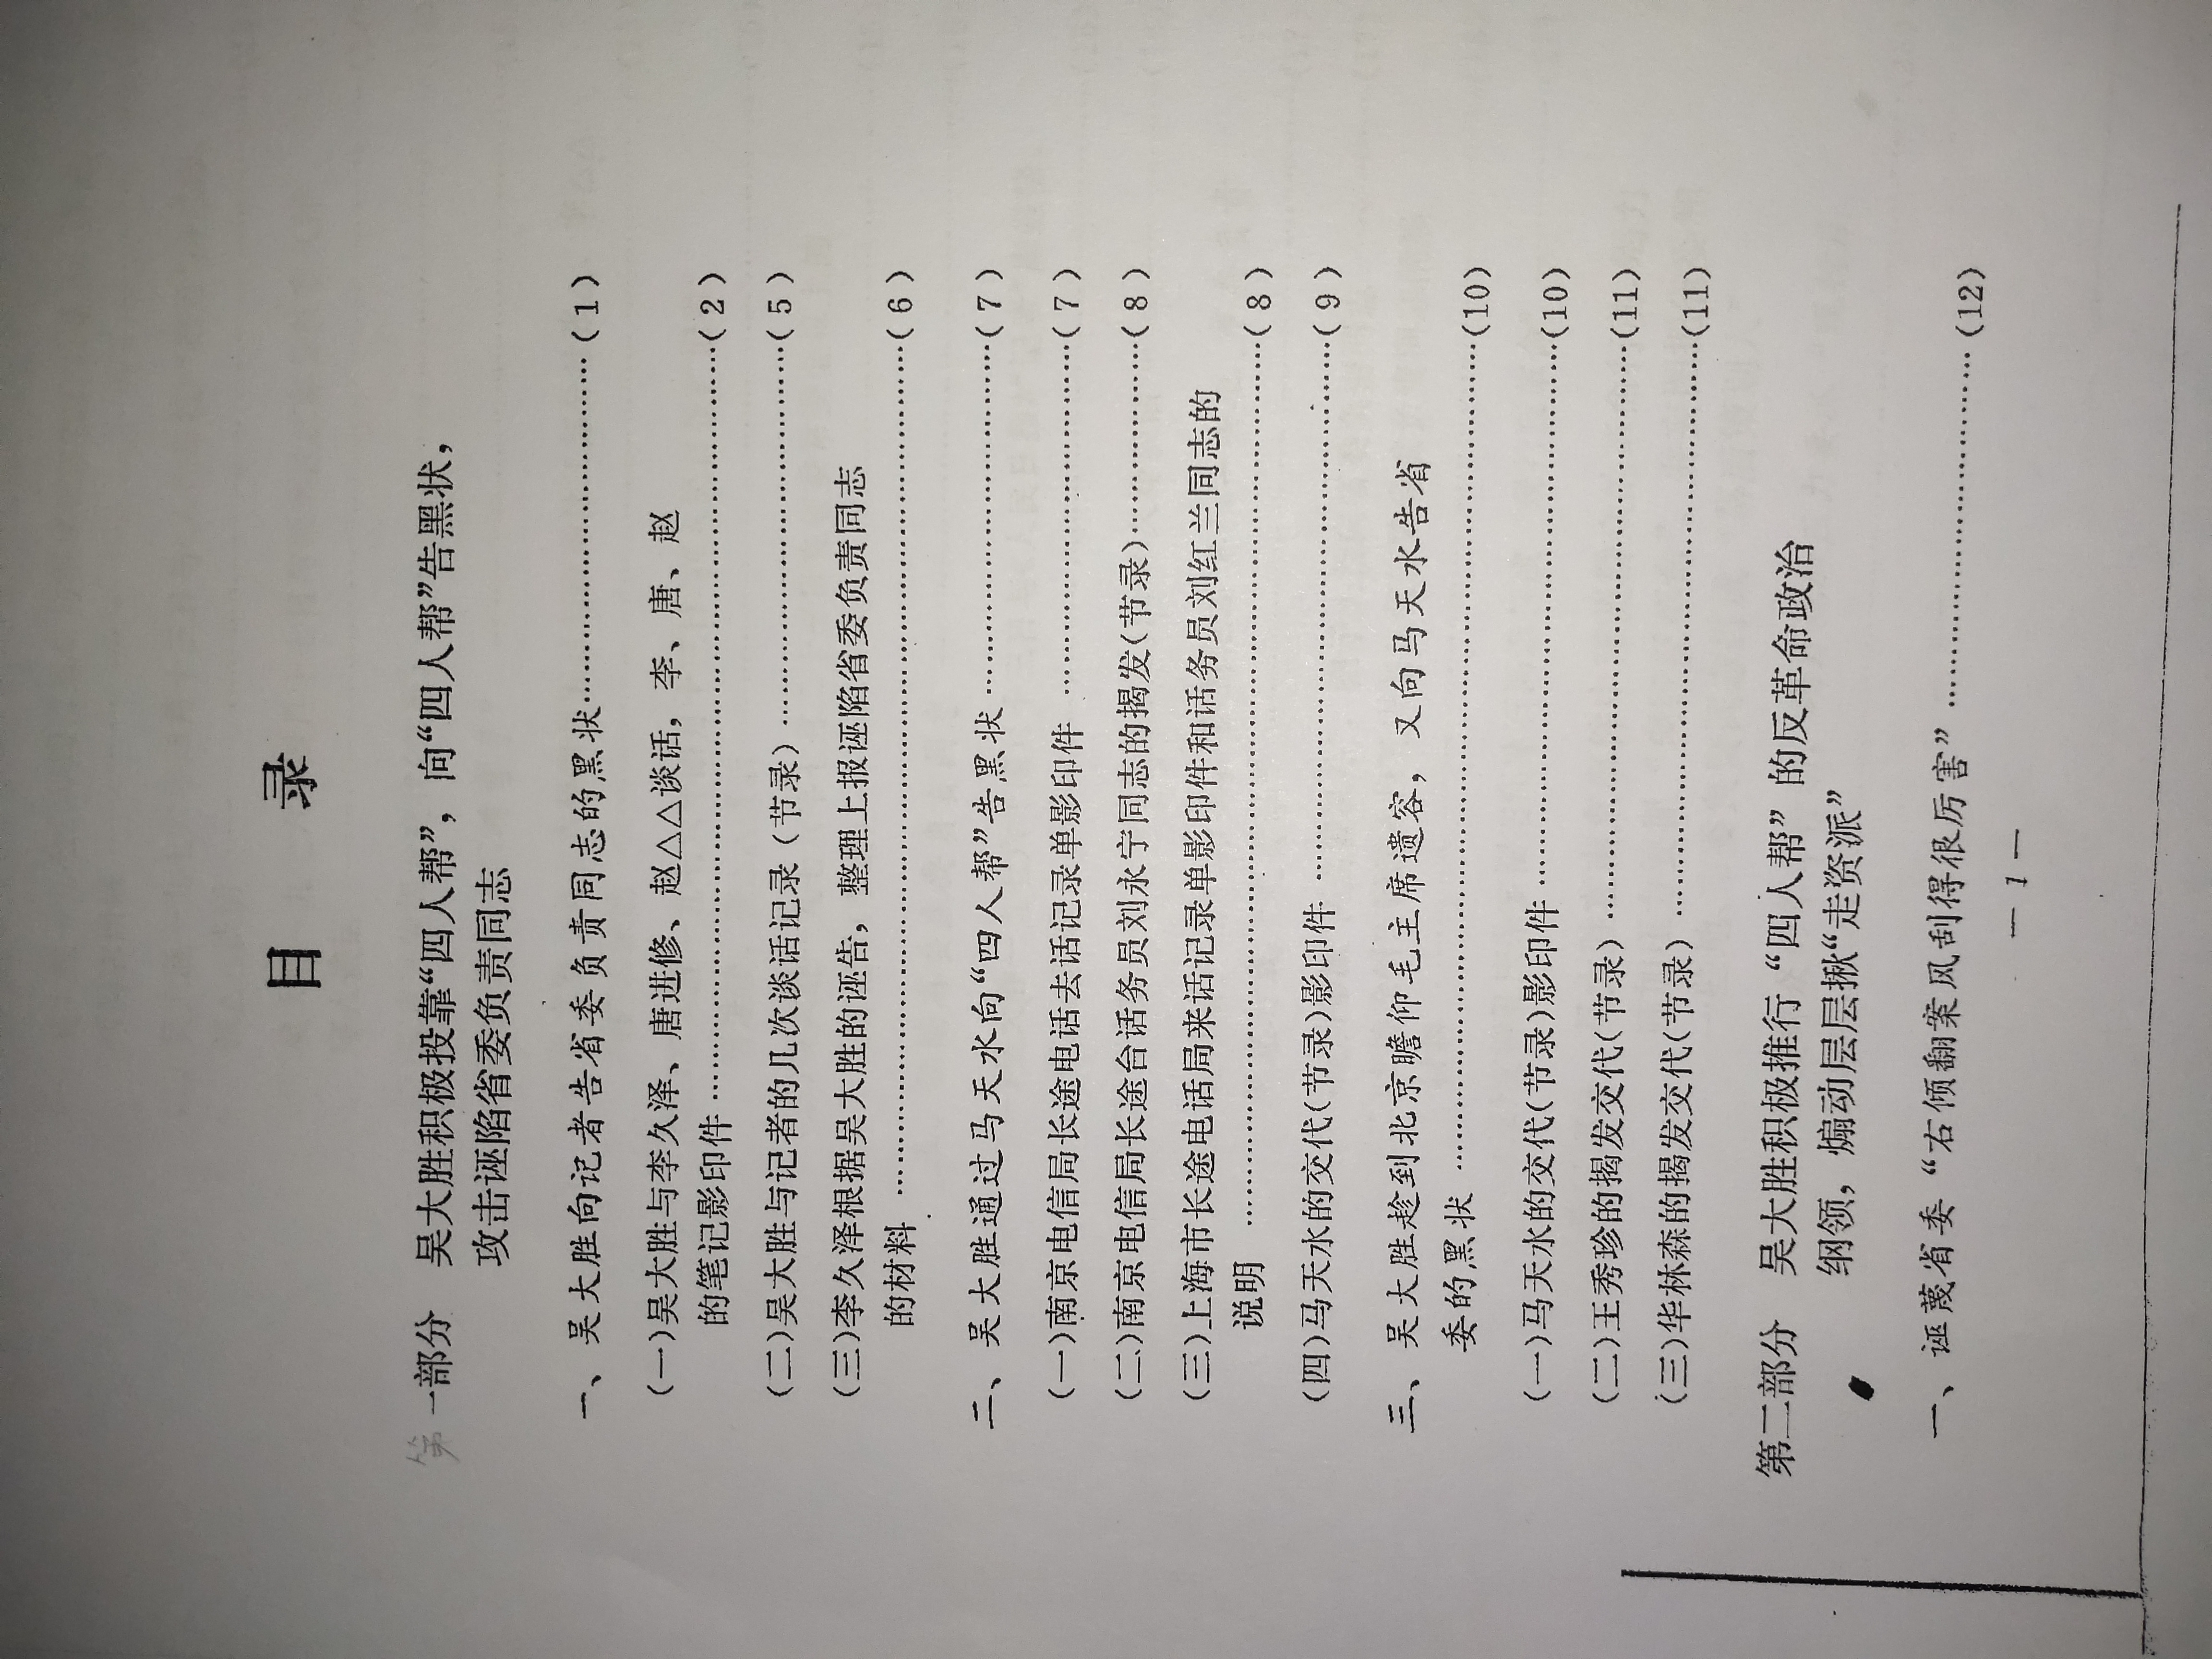 目　　录
第一部分　吴大胜积极投靠“四人帮”，向“四人帮”告黑状，
攻击诬陷省委负责同志
一、吴大胜向记者告省委负责同志的黑状………………………………（1）
（一）吴大胜与李久泽、唐进修、赵△△谈话，李、唐、赵
的笔记影印件………………………………………………………………（2）
（二）吴大胜与记者的几次谈话记录（节录）………………………………（5）
（三）李久泽根据吴大胜的诬告，整理上报诬陷省委负责同志
的材料………………………………………………………………………（6）
二、吴大胜通过马天水向“四人帮”告黑状………………………………（7）
（一）南京电信局长途电话去话记录单影印件………………………………（7）
（二）南京电信局长途台话务员刘永宁同志的揭发（节录）………………（8）
（三）上海市长途电话局来话记录单影印件和话务员刘红兰同志的
说明…………………………………………………………………………（8）
（四）马天水的交代（节录）影印件…………………………………………（9）
三、吴大胜趁到北京瞻仰毛主席遗容，又向马天水告省
委的黑状……………………………………………………………………（10）
（一）马天水的交代（节录）影印件…………………………………………（10）
（二）王秀珍的揭发交代（节录）……………………………………………（11）
（三）华林森的揭发交代（节录）……………………………………………（11）
第二部分　吴大胜积极推行“四人帮”的反革命政治
纲领，煽动层层揪“走资派”
一、诬蔑省委“右倾翻案风刮得很厉害”………………………………（12）
— 1 —